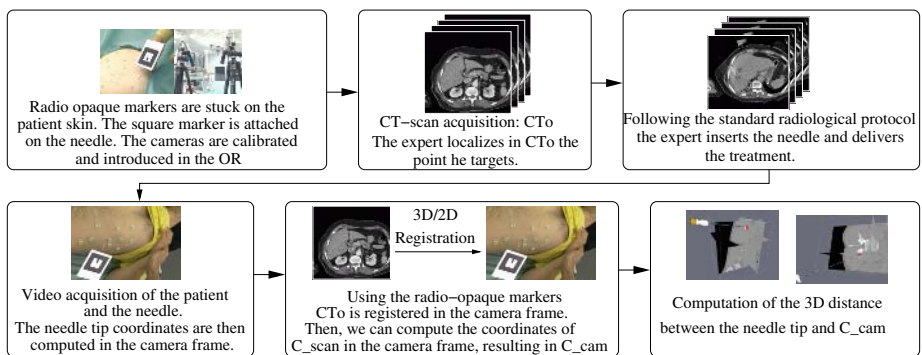 Radio opaque markers are stuck on the
patient skin. The square marker is attached
on the needle. The cameras are calibrated
and introduced in the OR
CT−scan acquisition: CTo
The expert localizes in CTo the
point he targets.
Following the standard radiological protocol
the expert inserts the needle and delivers
the treatment.
Video acquisition of the patient
and the needle.
The needle tip coordinates are then
computed in the camera frame.
3D/2D
Registration
Using the radio−opaque markers
CTo is registered in the camera frame.
Then, we can compute the coordinates of
C_scan in the camera frame, resulting in C_cam
Computation of the 3D distance
between the needle tip and C_cam